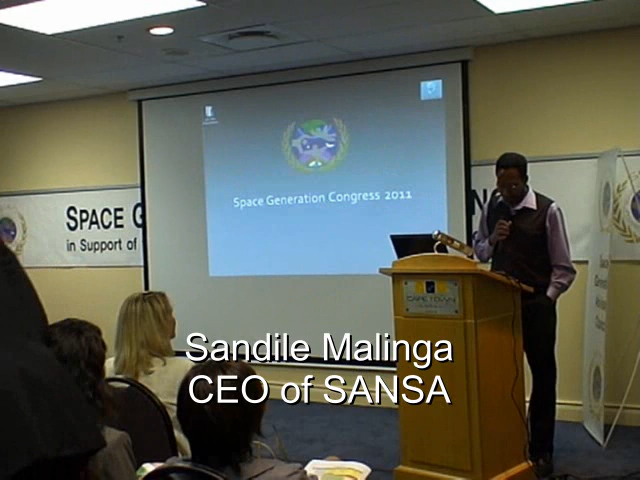 Space Generation Congress 2011
SPACE G
in Support of
CAPE TOWN
Sandile Malinga
CEO of SANSA